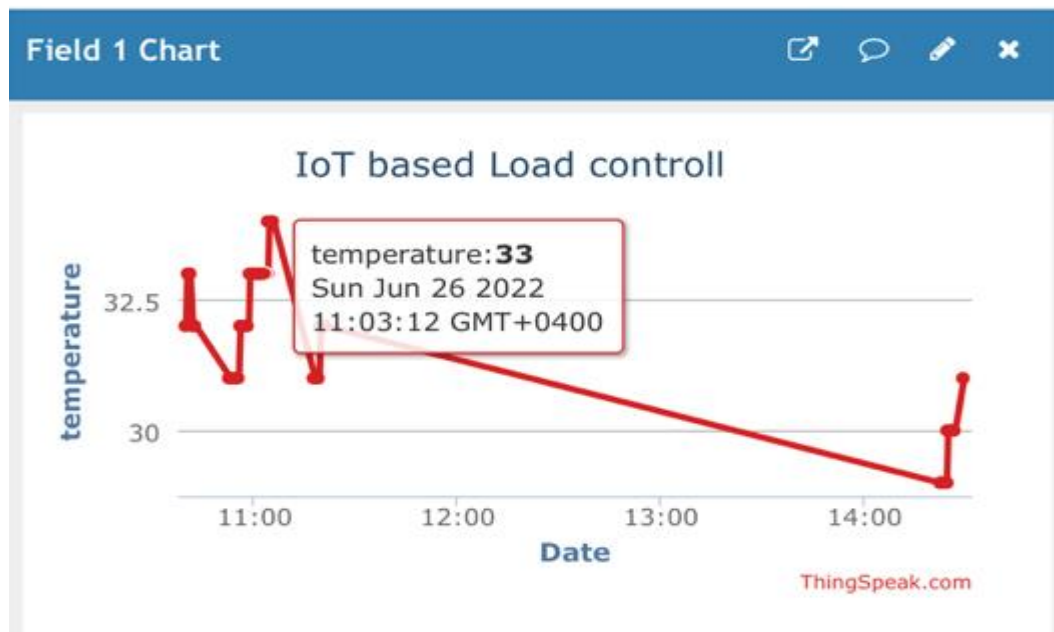 Field 1 Chart
IoT based Load controll
temperature:33
Sun Jun 26 2022
11:03:12 GMT+0400
temperature
32.5
30
11:00 12:00 13:00 14:00
Date
ThingSpeak.com